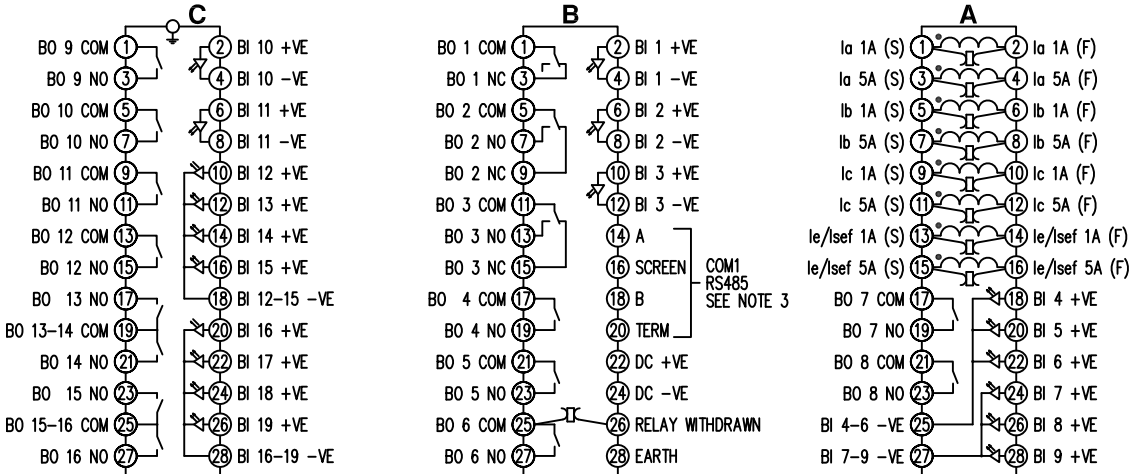 C
BO 9 COM 1 2 BI 10 +VE
BO 9 NO 3 4 BI 10 -VE
BO 10 COM 5 6 BI 11 +VE
BO 10 NO 7 8 BI 11 -VE
BO 11 COM 9 10 BI 12 +VE
BO 11 NO 11 12 BI 13 +VE
BO 12 COM 13 14 BI 14 +VE
BO 12 NO 15 16 BI 15 +VE
BO 13 NO 17 18 BI 12-15 -VE
BO 13-14 COM 19 20 BI 16 +VE
BO 14 NO 21 22 BI 17 +VE
BO 15 NO 23 24 BI 18 +VE
BO 15-16 COM 25 26 BI 19 +VE
BO 16 NO 27 28 BI 16-19 -VE
B
BO 1 COM 1 2 BI 1 +VE
BO 1 NC 3 4 BI 1 -VE
BO 2 COM 5 6 BI 2 +VE
BO 2 NO 7 8 BI 2 -VE
BO 2 NC 9 10 BI 3 +VE
BO 3 COM 11 12 BI 3 -VE
BO 3 NO 13 14 A
BO 3 NC 15 16 SCREEN
BO 4 COM 17 18 B
BO 4 NO 19 20 TERM
COM1
RS485
SEE NOTE 3
BO 5 COM 21 22 DC +VE
BO 5 NO 23 24 DC -VE
BO 6 COM 25 26 RELAY WITHDRAWN
BO 6 NO 27 28 EARTH
A
Ia 1A (S) 1 2 Ia 1A (F)
Ia 5A (S) 3 4 Ia 5A (F)
Ib 1A (S) 5 6 Ib 1A (F)
Ib 5A (S) 7 8 Ib 5A (F)
Ic 1A (S) 9 10 Ic 1A (F)
Ic 5A (S) 11 12 Ic 5A (F)
Ie/Isef 1A (S) 13 14 Ie/Isef 1A (F)
Ie/Isef 5A (S) 15 16 Ie/Isef 5A (F)
BO 7 COM 17 18 BI 4 +VE
BO 7 NO 19 20 BI 5 +VE
BO 8 COM 21 22 BI 6 +VE
BO 8 NO 23 24 BI 7 +VE
BI 4-6 -VE 25 26 BI 8 +VE
BI 7-9 -VE 27 28 BI 9 +VE